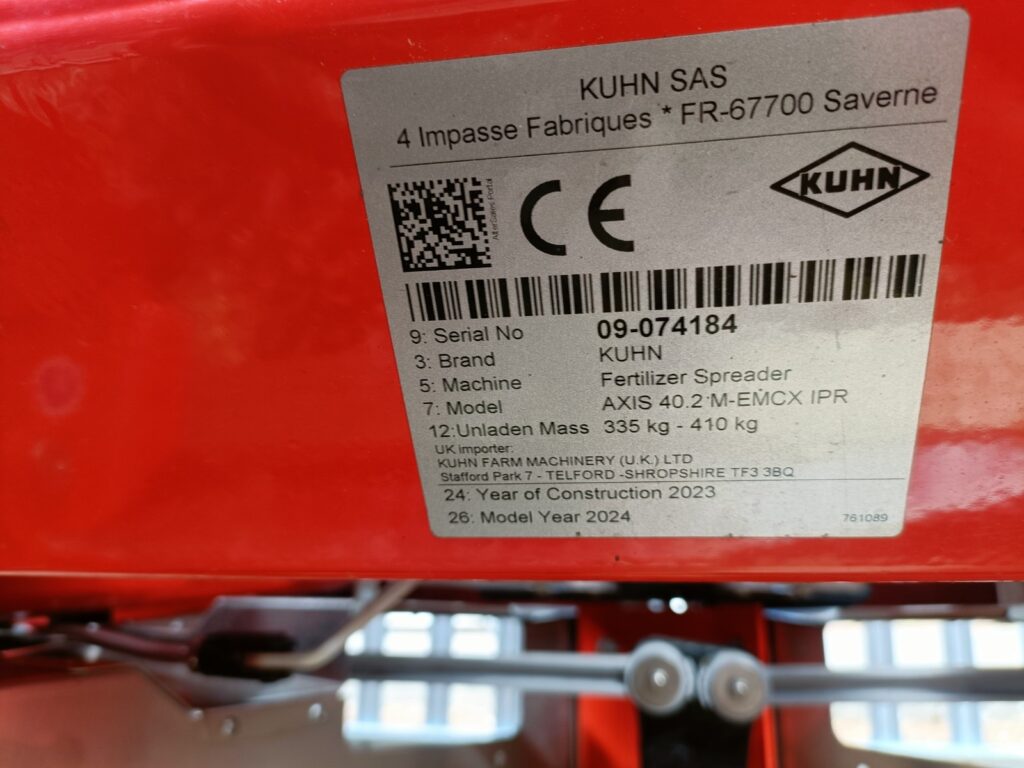 KUHN SAS
4 Impasse Fabriques * FR-67700 Saverne
AfterSales Portal
CE
KUHN
9: Serial No 09-074184
3: Brand KUHN
5: Machine Fertilizer Spreader
7: Model AXIS 40.2 M-EMCX IPR
12:Unladen Mass 335 kg - 410 kg
UK importer:
KUHN FARM MACHINERY (U.K.) LTD
Stafford Park 7 - TELFORD -SHROPSHIRE TF3 3BQ
24: Year of Construction 2023
26: Model Year 2024
761089